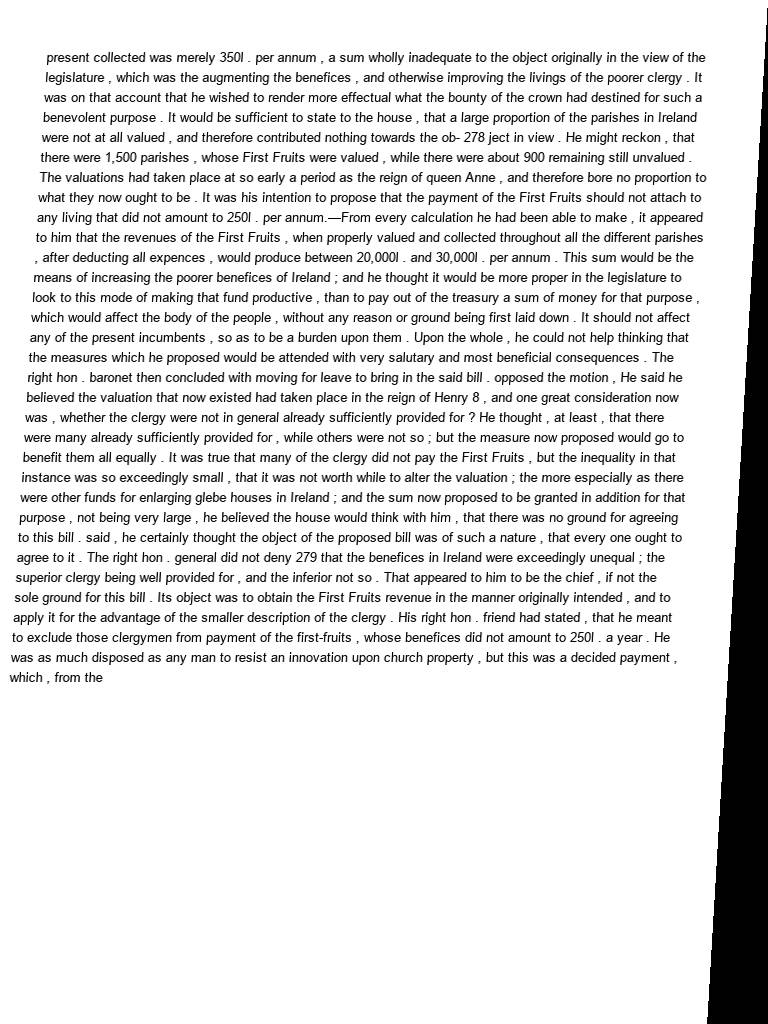 present collected was merely 350l . per annum , a sum wholly inadequate to the object originally in the view of the
legislature , which was the augmenting the benefices , and otherwise improving the livings of the poorer clergy . It
was on that account that he wished to render more effectual what the bounty of the crown had destined for such a
benevolent purpose . It would be sufficient to state to the house , that a large proportion of the parishes in Ireland
were not at all valued , and therefore contributed nothing towards the ob- 278 ject in view . He might reckon , that
there were 1,500 parishes , whose First Fruits were valued , while there were about 900 remaining still unvalued .
The valuations had taken place at so early a period as the reign of queen Anne , and therefore bore no proportion to
what they now ought to be . It was his intention to propose that the payment of the First Fruits should not attach to
any living that did not amount to 250l . per annum.—From every calculation he had been able to make , it appeared
to him that the revenues of the First Fruits , when properly valued and collected throughout all the different parishes
, after deducting all expences , would produce between 20,000l . and 30,000l . per annum . This sum would be the
means of increasing the poorer benefices of Ireland ; and he thought it would be more proper in the legislature to
look to this mode of making that fund productive , than to pay out of the treasury a sum of money for that purpose ,
which would affect the body of the people , without any reason or ground being first laid down . It should not affect
any of the present incumbents , so as to be a burden upon them . Upon the whole , he could not help thinking that
the measures which he proposed would be attended with very salutary and most beneficial consequences . The
right hon . baronet then concluded with moving for leave to bring in the said bill . opposed the motion , He said he
believed the valuation that now existed had taken place in the reign of Henry 8 , and one great consideration now
was , whether the clergy were not in general already sufficiently provided for ? He thought , at least , that there
were many already sufficiently provided for , while others were not so ; but the measure now proposed would go to
benefit them all equally . It was true that many of the clergy did not pay the First Fruits , but the inequality in that
instance was so exceedingly small , that it was not worth while to alter the valuation ; the more especially as there
were other funds for enlarging glebe houses in Ireland ; and the sum now proposed to be granted in addition for that
purpose , not being very large , he believed the house would think with him , that there was no ground for agreeing
to this bill . said , he certainly thought the object of the proposed bill was of such a nature , that every one ought to
agree to it . The right hon . general did not deny 279 that the benefices in Ireland were exceedingly unequal ; the
superior clergy being well provided for , and the inferior not so . That appeared to him to be the chief , if not the
sole ground for this bill . Its object was to obtain the First Fruits revenue in the manner originally intended , and to
apply it for the advantage of the smaller description of the clergy . His right hon . friend had stated , that he meant
to exclude those clergymen from payment of the first-fruits , whose benefices did not amount to 250l . a year . He
was as much disposed as any man to resist an innovation upon church property , but this was a decided payment ,
which , from the